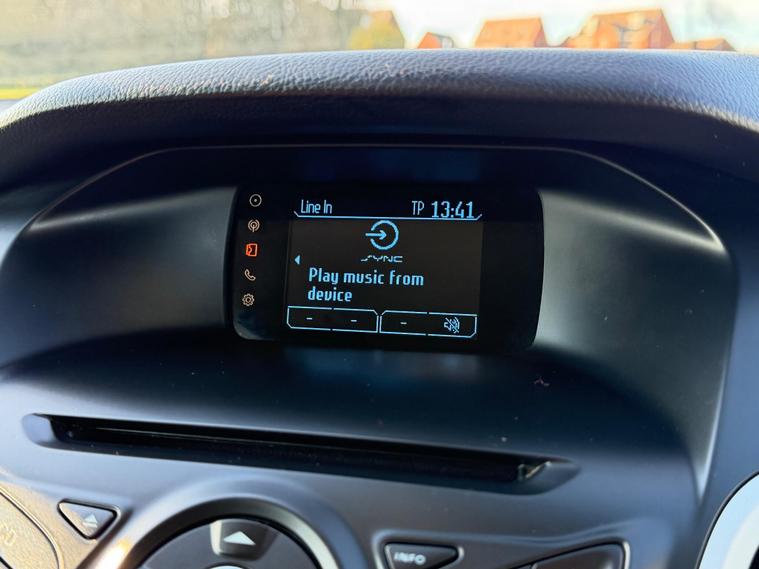 Line In TP 13:41
SYNC
Play music from
device
- - -
INFO